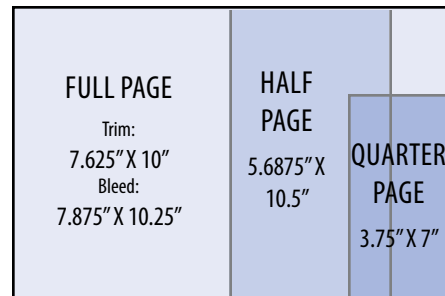 FULL PAGE
Trim:
7.625” X 10”
Bleed:
7.875” X 10.25”
HALF
PAGE
5.6875” X
10.5”
QUARTER
PAGE
3.75” X 7”